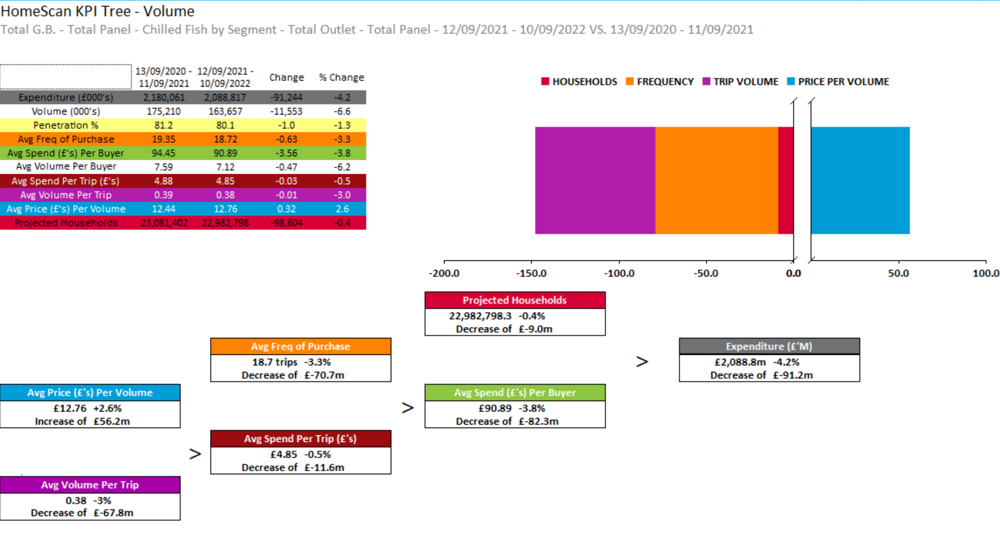 HomeScan KPI Tree - Volume
Total G.B. - Total Panel - Chilled Fish by Segment - Total Outlet - Total Panel - 12/09/2021 - 10/09/2022 VS. 13/09/2020 - 11/09/2021
13/09/2020 - 12/09/2021 -
11/09/2021 10/09/2022 Change % Change
Expenditure (£000's) 2,180,061 2,088,817 -91,244 -4.2
Volume (000's) 175,210 163,657 -11,553 -6.6
Penetration % 81.2 80.1 -1.0 -1.3
Avg Freq of Purchase 19.35 18.72 -0.63 -3.3
Avg Spend (£'s) Per Buyer 94.45 90.89 -3.56 -3.8
Avg Volume Per Buyer 7.59 7.12 -0.47 -6.2
Avg Spend Per Trip (£'s) 4.88 4.85 -0.03 -0.5
Avg Volume Per Trip 0.39 0.38 -0.01 -3.0
Avg Price (£'s) Per Volume 12.44 12.76 0.32 2.6
Projected Households 23,081,402 22,982,798 -98,604 -0.4
HOUSEHOLDS FREQUENCY TRIP VOLUME PRICE PER VOLUME
-200.0 -150.0 -100.0 -50.0 0.0 50.0 100.0
Projected Households
22,982,798.3 -0.4%
Decrease of £-9.0m
Avg Freq of Purchase
18.7 trips -3.3%
Decrease of £-70.7m
>
Expenditure (£'M)
£2,088.8m -4.2%
Decrease of £-91.2m
Avg Price (£'s) Per Volume
£12.76 +2.6%
Increase of £56.2m
>
Avg Spend (£'s) Per Buyer
£90.89 -3.8%
Decrease of £-82.3m
>
Avg Spend Per Trip (£'s)
£4.85 -0.5%
Decrease of £-11.6m
Avg Volume Per Trip
0.38 -3%
Decrease of £-67.8m